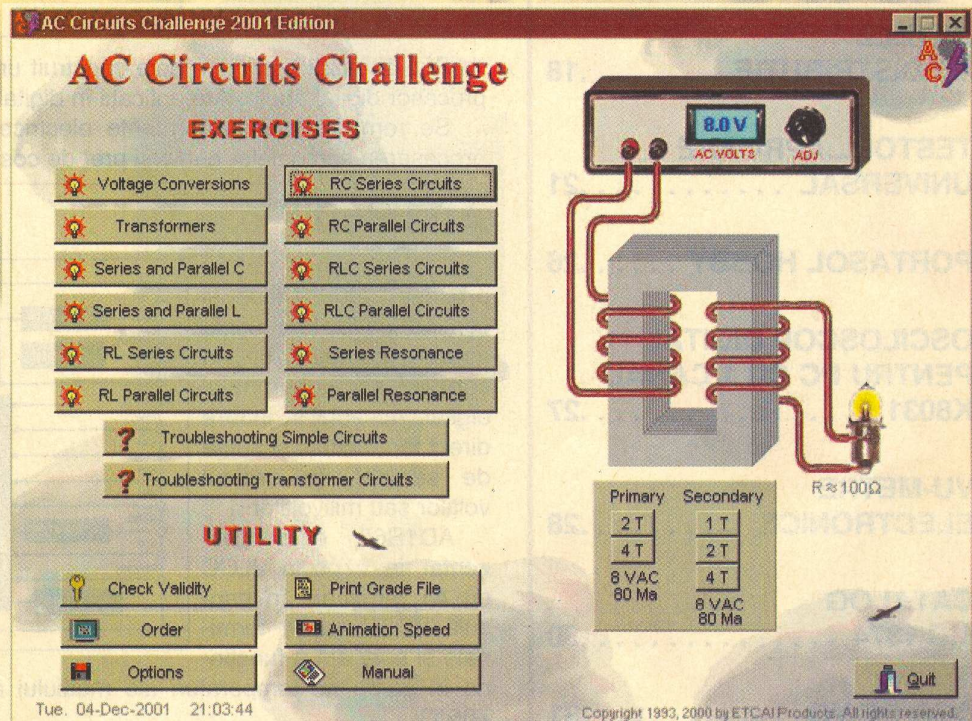 AC Circuits Challenge 2001 Edition
AC Circuits Challenge
EXERCISES
Voltage Conversions
RC Series Circuits
Transformers
RC Parallel Circuits
Series and Parallel C
RLC Series Circuits
Series and Parallel L
RLC Parallel Circuits
RL Series Circuits
Series Resonance
RL Parallel Circuits
Parallel Resonance
? Troubleshooting Simple Circuits
? Troubleshooting Transformer Circuits
UTILITY
Check Validity
Print Grade File
Order
Animation Speed
Options
Manual
Tue. 04-Dec-2001 21:03:44
A
C
8.0 V
AC VOLTS
ADJ
R≈100Ω
Primary Secondary
2 T
1 T
4 T
2 T
4 T
8 VAC
80 Ma
8 VAC
80 Ma
Quit
Copyright 1993, 2000 by ETCAI Products. All rights reserved.